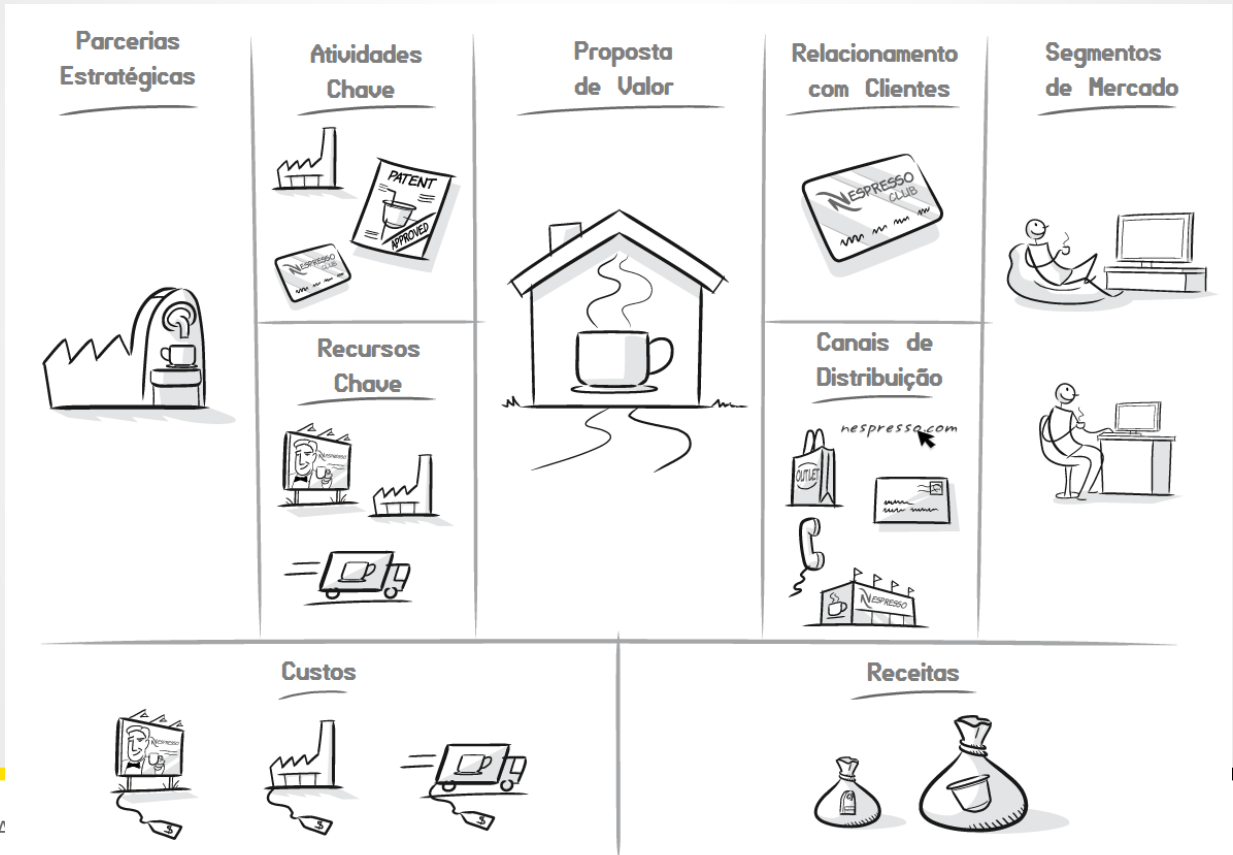 Parcerias
Estratégicas
Atividades
Chave
PATENT
APPROVED
NESPRESSO
CLUB
Recursos
Chave
NESPRESSO
Proposta
de Valor
Relacionamento
com Clientes
NESPRESSO
CLUB
Canais de
Distribuição
nespresso.com
OUTLET
NESPRESSO
Segmentos
de Mercado
Custos
NESPRESSO
$
$
$
Receitas